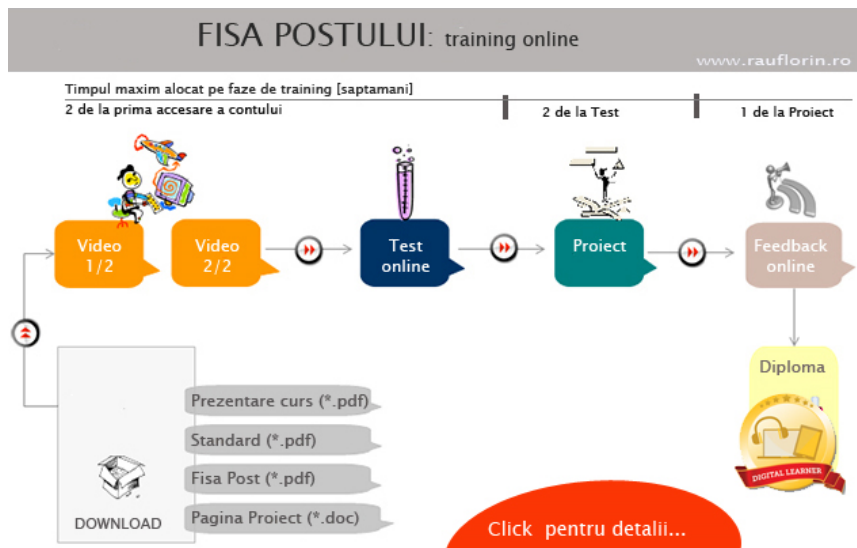 FISA POSTULUI: training online
www.rauflorin.ro
Timpul maxim alocat pe faze de training [saptamani]
2 de la prima accesare a contului
2 de la Test
1 de la Proiect
Video
1/2
Video
2/2
Test
online
Proiect
Feedback
online
Diploma
DIGITAL LEARNER
Prezentare curs (*.pdf)
Standard (*.pdf)
Fisa Post (*.pdf)
Pagina Proiect (*.doc)
DOWNLOAD
Click pentru detalii...